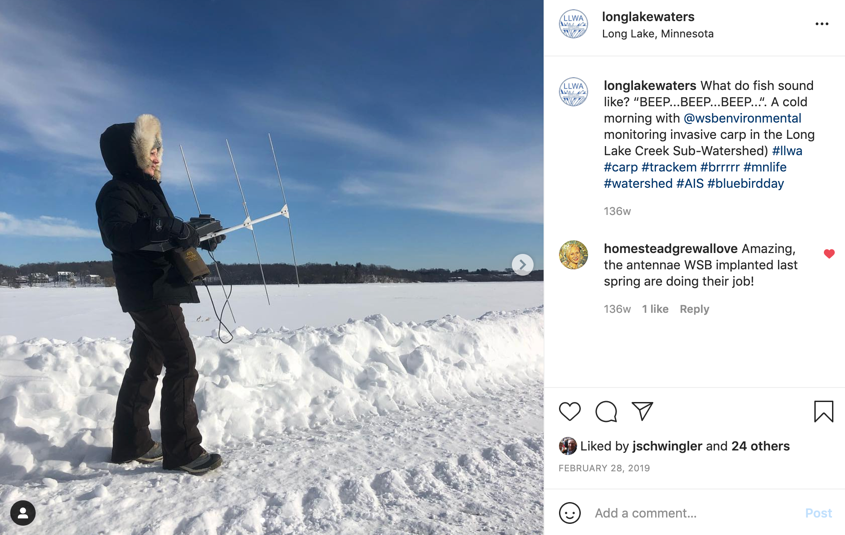 LLWA
longlakewaters
Long Lake, Minnesota
LLWA
longlakewaters What do fish sound
like? “BEEP...BEEP...BEEP...“. A cold
morning with @wsbenvironmental
monitoring invasive carp in the Long
Lake Creek Sub-Watershed) #llwa
#carp #trackem #brrrrr #mnlife
#watershed #AIS #bluebirdday
136w
homesteadgrewallove Amazing,
the antennae WSB implanted last
spring are doing their job!
136w 1 like Reply
Liked by jschwingler and 24 others
FEBRUARY 28, 2019
Add a comment...
Post